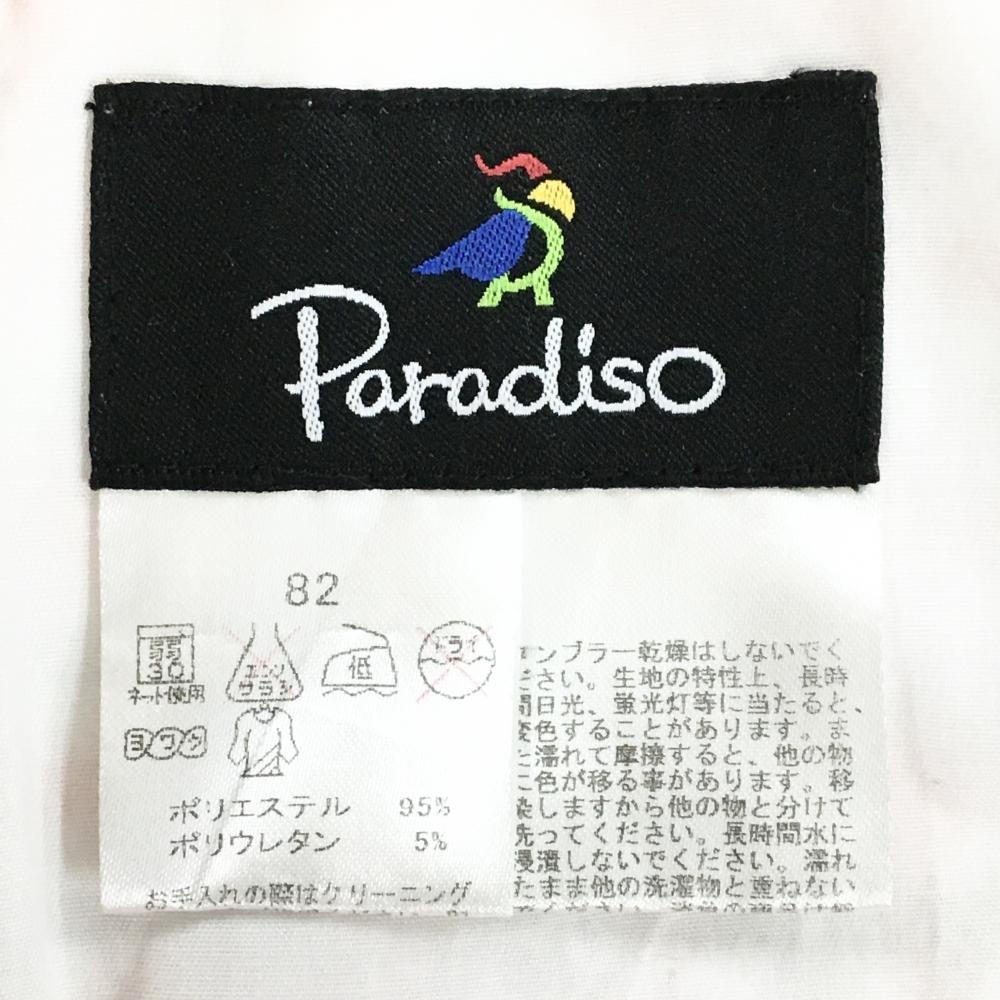 Paradiso
82
弱
30
ネット使用
エンソ
サラシ
低
ドライ
ヨワク
ポリエステル 95%
ポリウレタン 5%
お手入れの際はクリーニング
ンブラー乾燥はしないでく
さい。生地の特性上、長時
間日光、蛍光灯等に当たると、
変色することがあります。ま
濡れて摩擦すると、他の物
に色が移る事があります。移
染しますから他の物と分けて
洗ってください。長時間水に
浸漬しないでください。濡れ
たまま他の洗濯物と重ねない